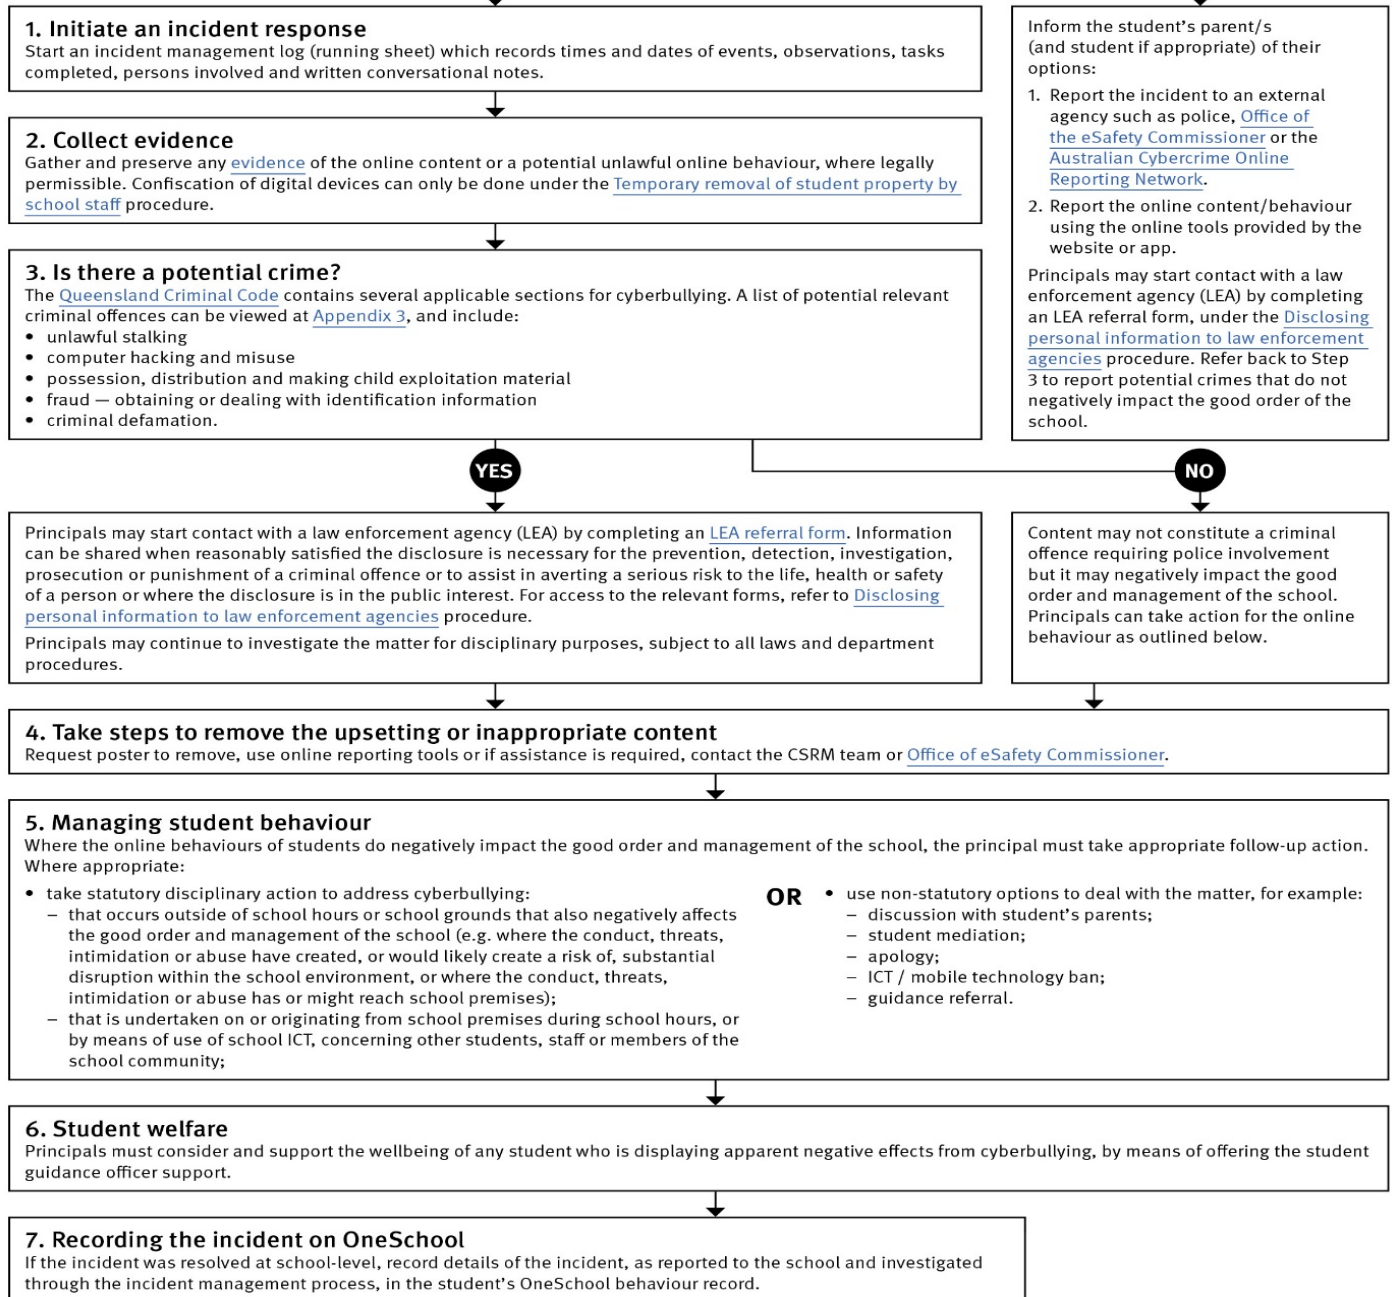 1. Initiate an incident response
Start an incident management log (running sheet) which records times and dates of events, observations, tasks
completed, persons involved and written conversational notes.
2. Collect evidence
Gather and preserve any evidence of the online content or a potential unlawful online behaviour, where legally
permissible. Confiscation of digital devices can only be done under the Temporary removal of student property by
school staff procedure.
3. Is there a potential crime?
The Queensland Criminal Code contains several applicable sections for cyberbullying. A list of potential relevant
criminal offences can be viewed at Appendix 3, and include:
• unlawful stalking
• computer hacking and misuse
• possession, distribution and making child exploitation material
• fraud — obtaining or dealing with identification information
• criminal defamation.
Inform the student's parent/s
(and student if appropriate) of their
options:
1. Report the incident to an external
agency such as police, Office of
the eSafety Commissioner or the
Australian Cybercrime Online
Reporting Network.
2. Report the online content/behaviour
using the online tools provided by the
website or app.
Principals may start contact with a law
enforcement agency (LEA) by completing
an LEA referral form, under the Disclosing
personal information to law enforcement
agencies procedure. Refer back to Step
3 to report potential crimes that do not
negatively impact the good order of the
school.
YES
NO
Principals may start contact with a law enforcement agency (LEA) by completing an LEA referral form. Information
can be shared when reasonably satisfied the disclosure is necessary for the prevention, detection, investigation,
prosecution or punishment of a criminal offence or to assist in averting a serious risk to the life, health or safety
of a person or where the disclosure is in the public interest. For access to the relevant forms, refer to Disclosing
personal information to law enforcement agencies procedure.
Principals may continue to investigate the matter for disciplinary purposes, subject to all laws and department
procedures.
Content may not constitute a criminal
offence requiring police involvement
but it may negatively impact the good
order and management of the school.
Principals can take action for the online
behaviour as outlined below.
4. Take steps to remove the upsetting or inappropriate content
Request poster to remove, use online reporting tools or if assistance is required, contact the CSRM team or Office of eSafety Commissioner.
5. Managing student behaviour
Where the online behaviours of students do negatively impact the good order and management of the school, the principal must take appropriate follow-up action.
Where appropriate:
• take statutory disciplinary action to address cyberbullying:
– that occurs outside of school hours or school grounds that also negatively affects
the good order and management of the school (e.g. where the conduct, threats,
intimidation or abuse have created, or would likely create a risk of, substantial
disruption within the school environment, or where the conduct, threats,
intimidation or abuse has or might reach school premises);
– that is undertaken on or originating from school premises during school hours, or
by means of use of school ICT, concerning other students, staff or members of the
school community;
OR
• use non-statutory options to deal with the matter, for example:
– discussion with student's parents;
– student mediation;
– apology;
– ICT / mobile technology ban;
– guidance referral.
6. Student welfare
Principals must consider and support the wellbeing of any student who is displaying apparent negative effects from cyberbullying, by means of offering the student
guidance officer support.
7. Recording the incident on OneSchool
If the incident was resolved at school-level, record details of the incident, as reported to the school and investigated
through the incident management process, in the student's OneSchool behaviour record.